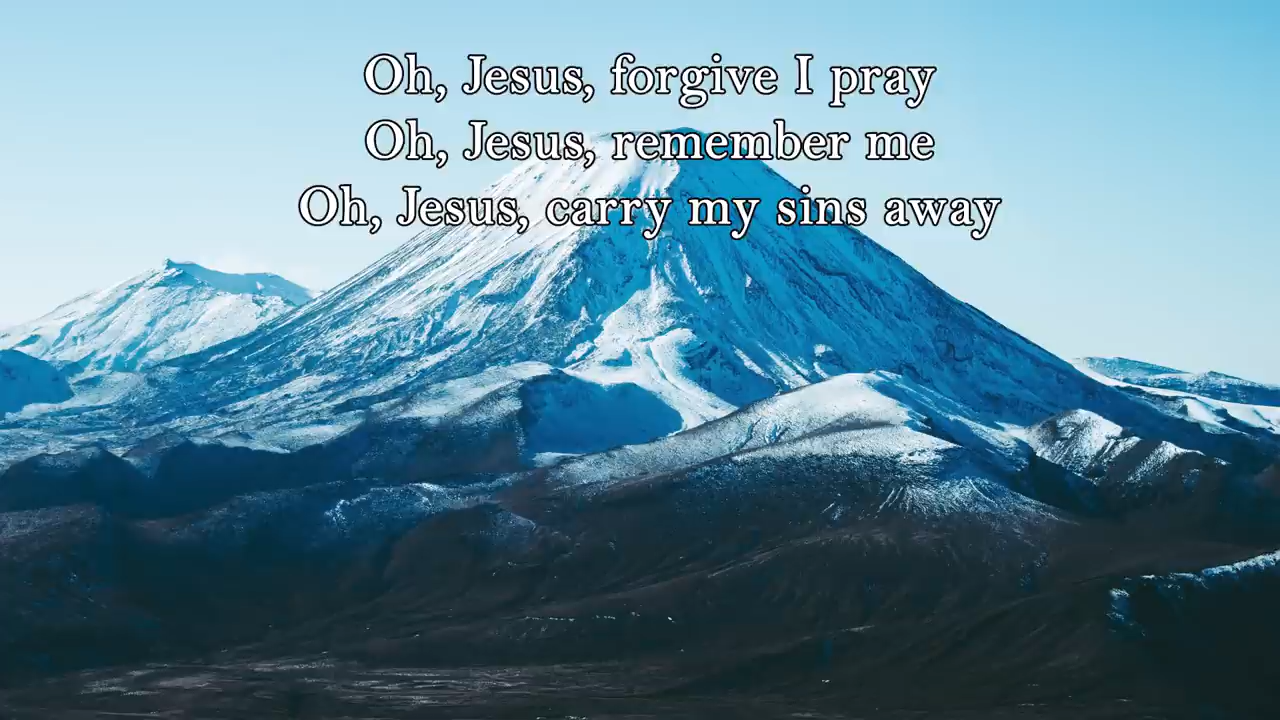 Oh, Jesus, forgive I pray
Oh, Jesus, remember me
Oh, Jesus, carry my sins away